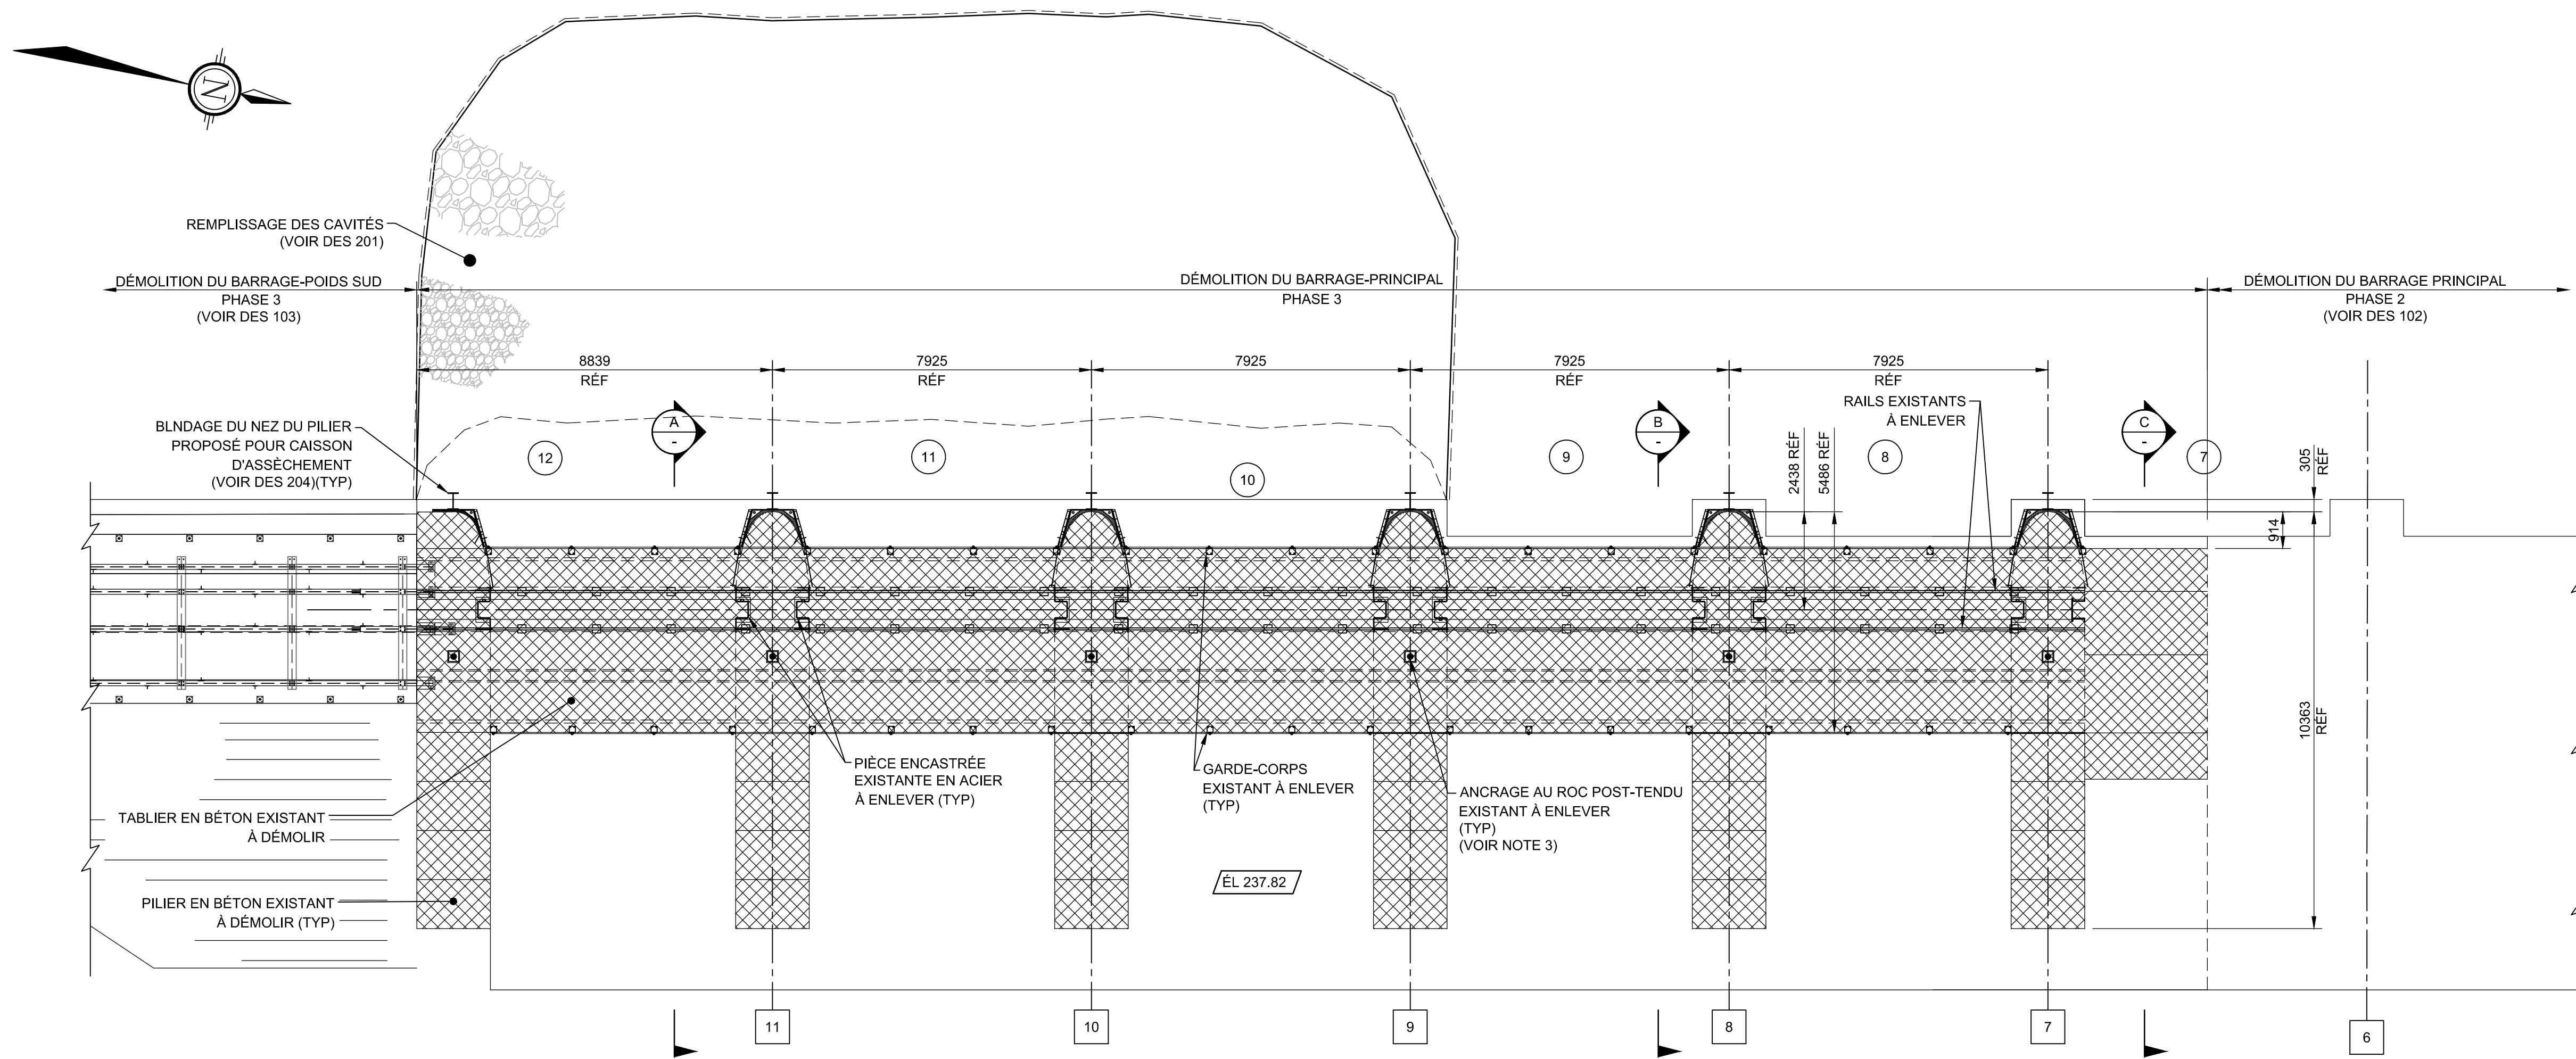 N
REMPLISSAGE DES CAVITÉS
(VOIR DES 201)
DÉMOLITION DU BARRAGE-POIDS SUD
PHASE 3
(VOIR DES 103)
DÉMOLITION DU BARRAGE-PRINCIPAL
PHASE 3
DÉMOLITION DU BARRAGE PRINCIPAL
PHASE 2
(VOIR DES 102)
8839
RÉF
7925
RÉF
7925
7925
RÉF
7925
RÉF
RAILS EXISTANTS
À ENLEVER
BLNDAGE DU NEZ DU PILIER
PROPOSÉ POUR CAISSON
D'ASSÈCHEMENT
(VOIR DES 204)(TYP)
A
-
B
-
C
-
12
11
10
9
8
7
2438 RÉF
5486 RÉF
305
RÉF
914
10363
RÉF
PIÈCE ENCASTRÉE
EXISTANTE EN ACIER
À ENLEVER (TYP)
GARDE-CORPS
EXISTANT À ENLEVER
(TYP)
ANCRAGE AU ROC POST-TENDU
EXISTANT À ENLEVER
(TYP)
(VOIR NOTE 3)
TABLIER EN BÉTON EXISTANT
À DÉMOLIR
ÉL 237.82
PILIER EN BÉTON EXISTANT
À DÉMOLIR (TYP)
11
10
9
8
7
6